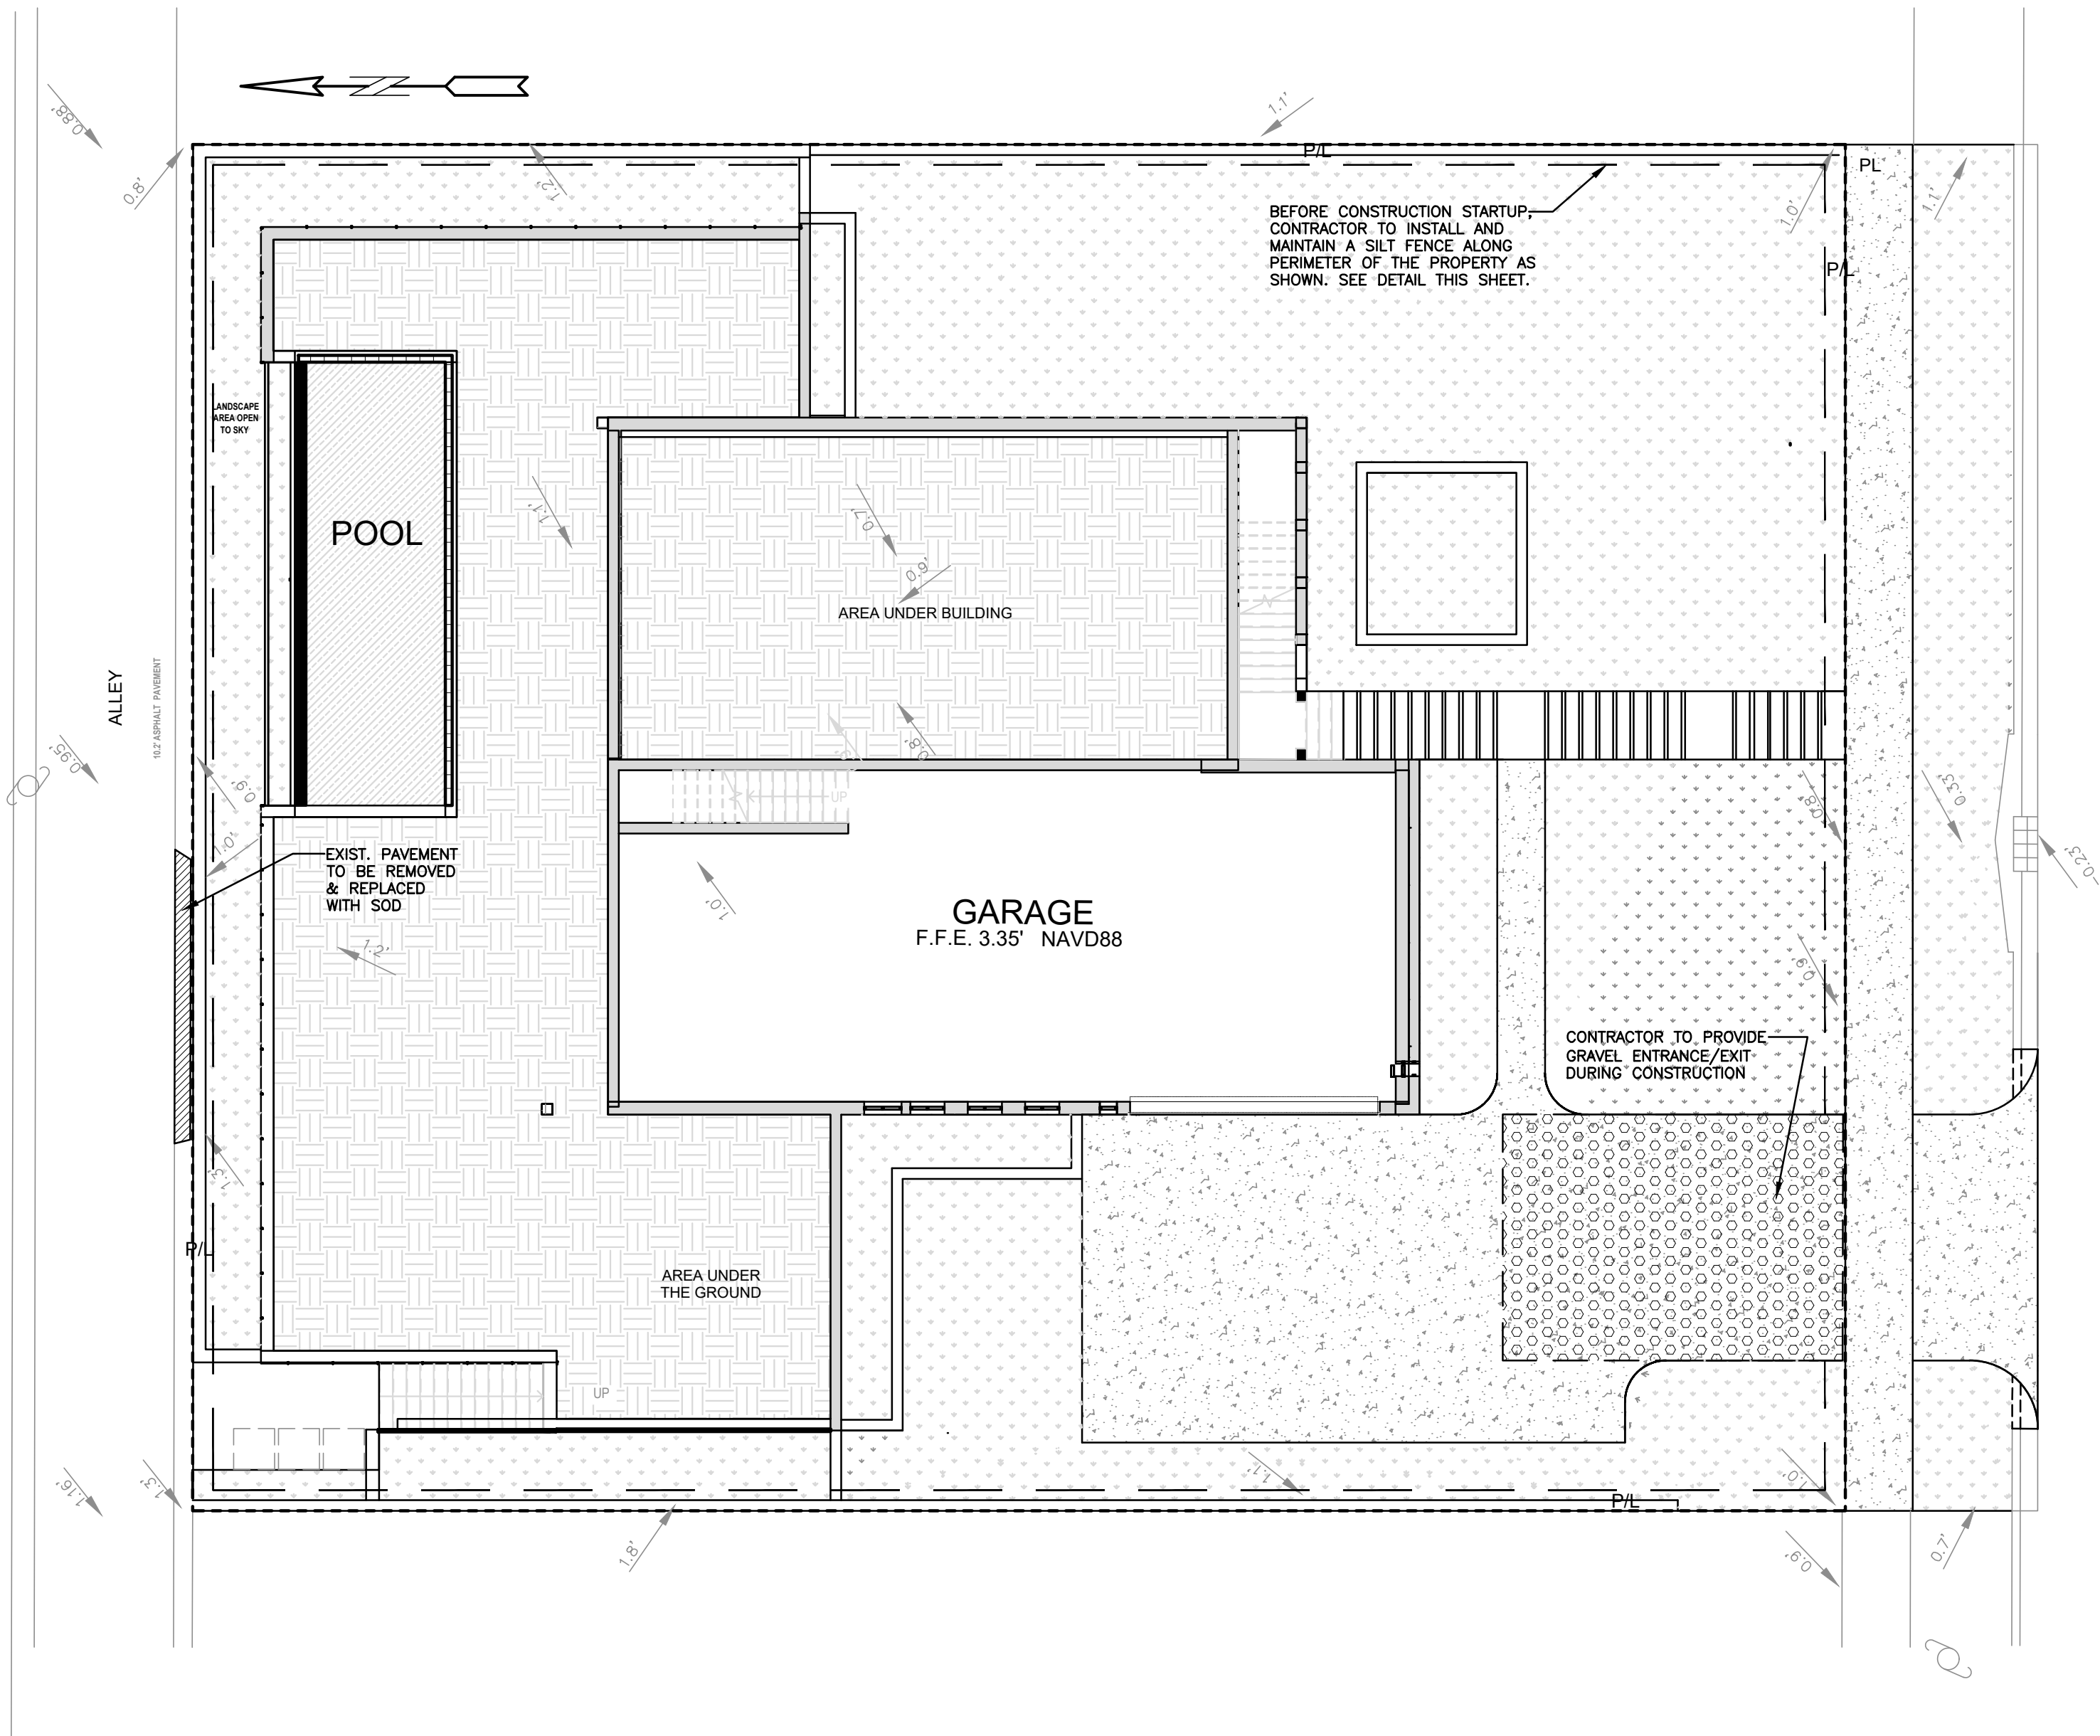 0.88'
1.1'
0.8'
1.2'
P/L
PL
1.0'
1.1'
BEFORE CONSTRUCTION STARTUP,
CONTRACTOR TO INSTALL AND
MAINTAIN A SILT FENCE ALONG
PERIMETER OF THE PROPERTY AS
SHOWN. SEE DETAIL THIS SHEET.
P/L
LANDSCAPE
AREA OPEN
TO SKY
POOL
1.1'
0.7'
0.9'
AREA UNDER BUILDING
ALLEY
10.2' ASPHALT PAVEMENT
0.95'
0.8'
0.9'
UP
0.8'
0.33'
0.23'
1.0'
EXIST. PAVEMENT
TO BE REMOVED
& REPLACED
WITH SOD
1.0'
GARAGE
F.F.E. 3.35' NAVD88
1.2'
0.9'
CONTRACTOR TO PROVIDE
GRAVEL ENTRANCE/EXIT
DURING CONSTRUCTION
1.3'
P/L
AREA UNDER
THE GROUND
UP
1.16'
1.3'
1.1'
1.0'
P/L
1.8'
0.9'
0.7'